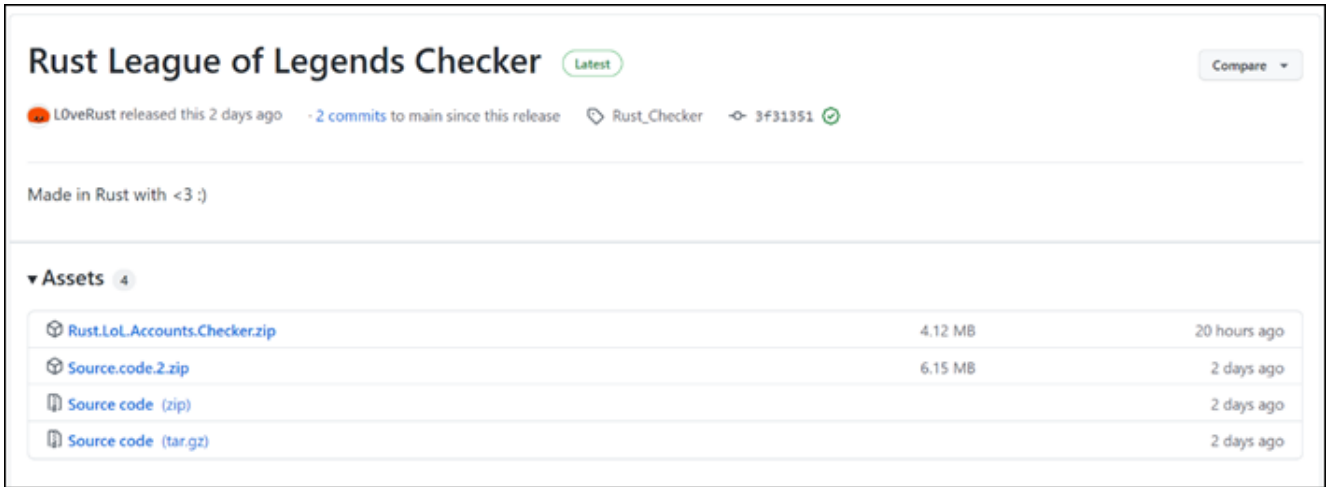 Rust League of Legends Checker Latest Compare
L0veRust released this 2 days ago · 2 commits to main since this release Rust_Checker 3f31351
Made in Rust with <3 :)
Assets 4
Rust.LoL.Accounts.Checker.zip 4.12 MB 20 hours ago
Source.code.2.zip 6.15 MB 2 days ago
Source code (zip) 2 days ago
Source code (tar.gz) 2 days ago